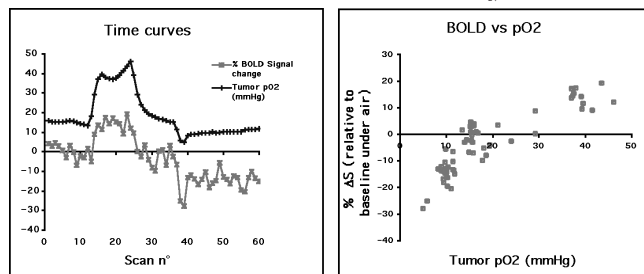 Time curves
% BOLD Signal
change
Tumor pO2
(mmHg)
50
40
30
20
10
0
-10
-20
-30
-40
0 10 20 30 40 50 60
Scan n°
BOLD vs pO2
% ΔS (relative to
baseline under air)
30
20
10
0
-10
-20
-30
-40
0 10 20 30 40 50
Tumor pO2 (mmHg)